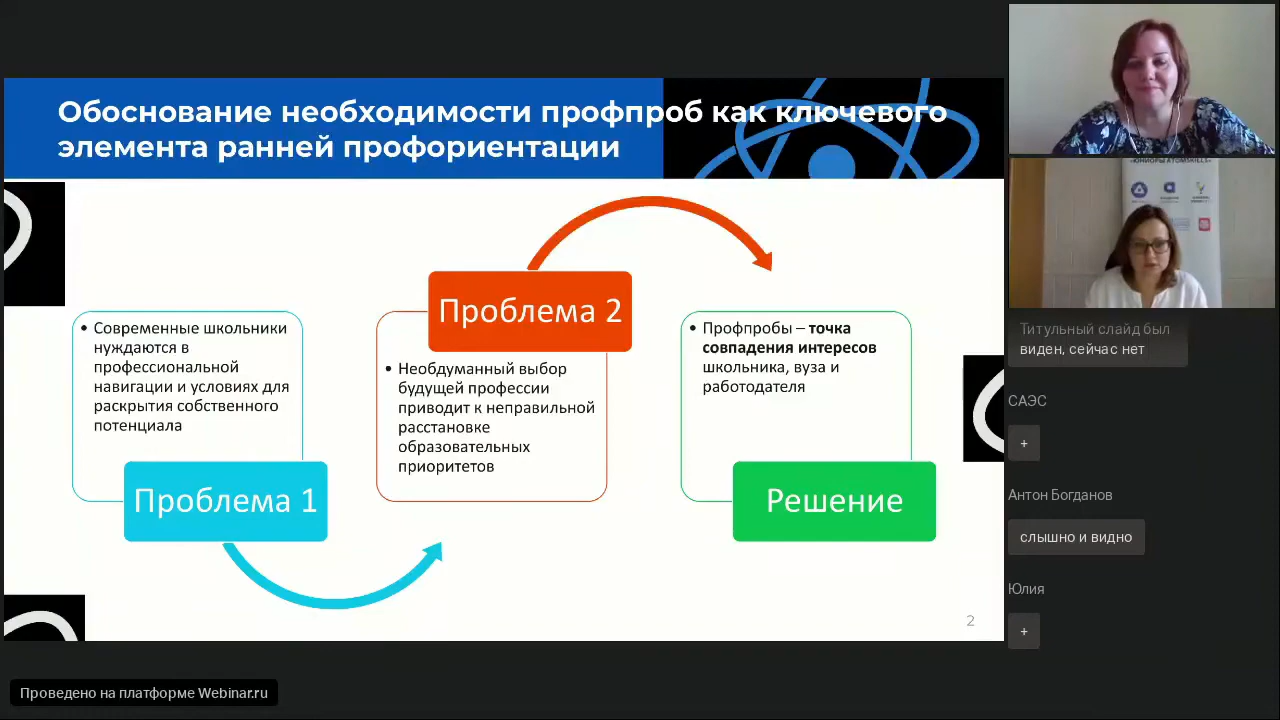 Обоснование необходимости профпроб как ключевого
элемента ранней профориентации
• Современные школьники
нуждаются в
профессиональной
навигации и условиях для
раскрытия собственного
потенциала
Проблема 1
Проблема 2
• Необдуманный выбор
будущей профессии
приводит к неправильной
расстановке
образовательных
приоритетов
• Профпробы – точка
совпадения интересов
школьника, вуза и
работодателя
Решение
2
Проведено на платформе Webinar.ru
«ЮНИОРЫ ATOMSKILLS»
Титульный слайд был
виден, сейчас нет
САЭС
+
Антон Богданов
слышно и видно
Юлия
+